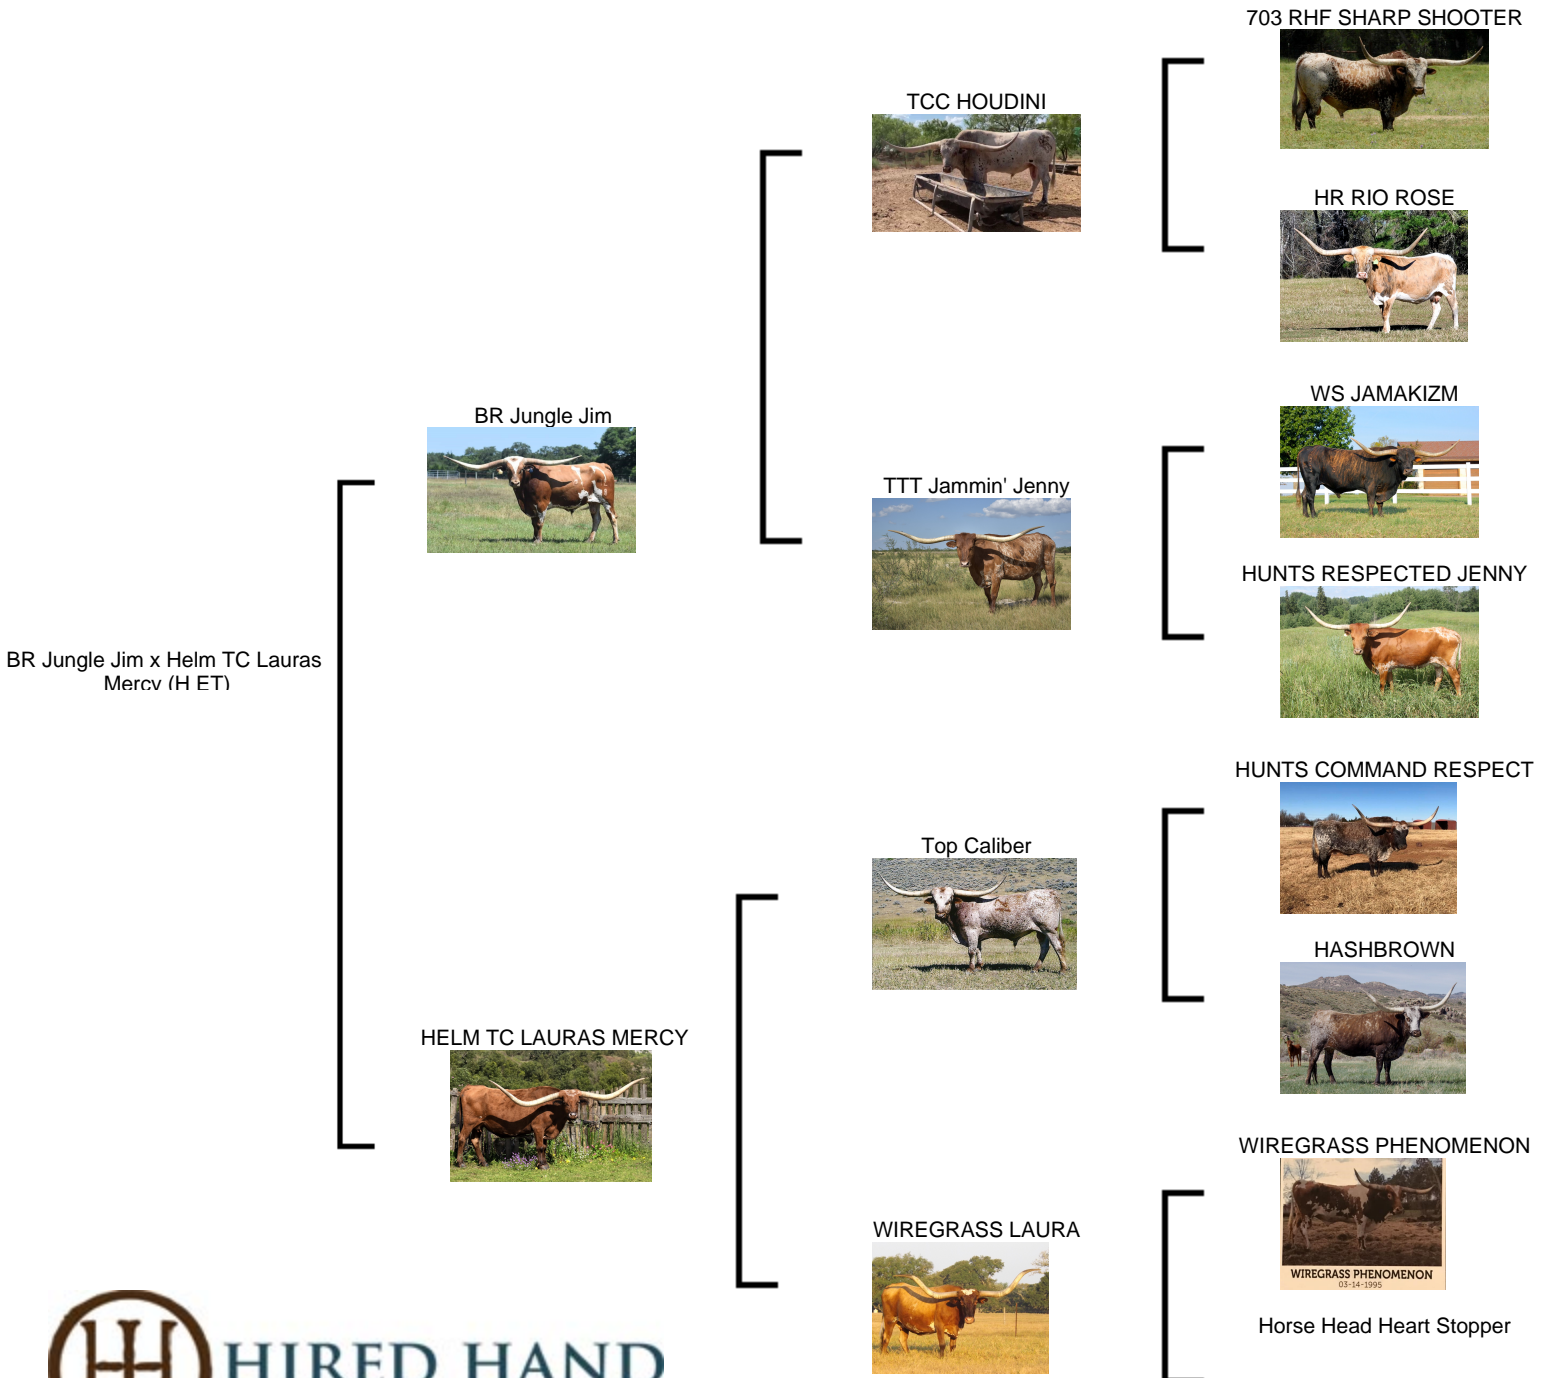 703 RHF SHARP SHOOTER
TCC HOUDINI
HR RIO ROSE
WS JAMAKIZM
BR Jungle Jim
TTT Jammin' Jenny
HUNTS RESPECTED JENNY
BR Jungle Jim x Helm TC Lauras
Mercy (H ET)
HUNTS COMMAND RESPECT
Top Caliber
HASHBROWN
HELM TC LAURAS MERCY
WIREGRASS PHENOMENON
WIREGRASS LAURA
WIREGRASS PHENOMENON
03-14-1995
Horse Head Heart Stopper
HIRED HAND